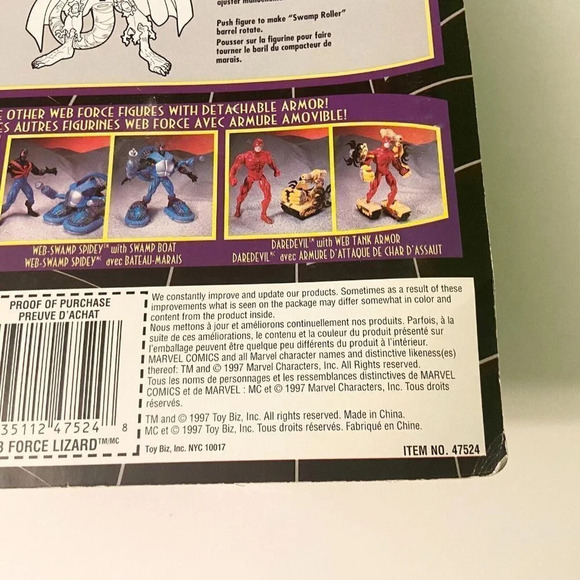 Push figure to make "Swamp Roller"
barrel rotate.
Pousser sur la figurine pour faire
tourner le baril du compacteur de
marais.
OTHER WEB FORCE FIGURES WITH DETACHABLE ARMOR!
AUTRES FIGURINES WEB FORCE AVEC ARMURE AMOVIBLE!
WEB-SWAMP SPIDEY™ with SWAMP BOAT
WEB-SWAMP SPIDEY MC avec BATEAU-MARAIS
DAREDEVIL™ with WEB TANK ARMOR
DAREDEVIL MC avec ARMURE D'ATTAQUE DE CHAR D'ASSAUT
PROOF OF PURCHASE
PREUVE D'ACHAT
35112 47524 8
FORCE LIZARD TM/MC
We constantly improve and update our products. Sometimes as a result of these
improvements what is seen on the package may differ somewhat in color and
content from the product inside.
Nous mettons à jour et améliorons continuellement nos produits. Parfois, à la
suite de ces améliorations, le contenu et la couleur du produit présenté sur
l'emballage peuvent être quelque peu différents du produit à l'intérieur.
MARVEL COMICS and all Marvel character names and distinctive likeness(es)
thereof: TM and © 1997 Marvel Characters, Inc. All Rights reserved.
Tous les noms de personnages et les ressemblances distinctives de MARVEL
COMICS et de MARVEL : MC et © 1997 Marvel Characters, Inc. Tous droits
réservés.
TM and © 1997 Toy Biz, Inc. All rights reserved. Made in China.
MC et © 1997 Toy Biz, Inc. Tous droits réservés. Fabriqué en Chine.
Toy Biz, Inc. NYC 10017
ITEM NO. 47524